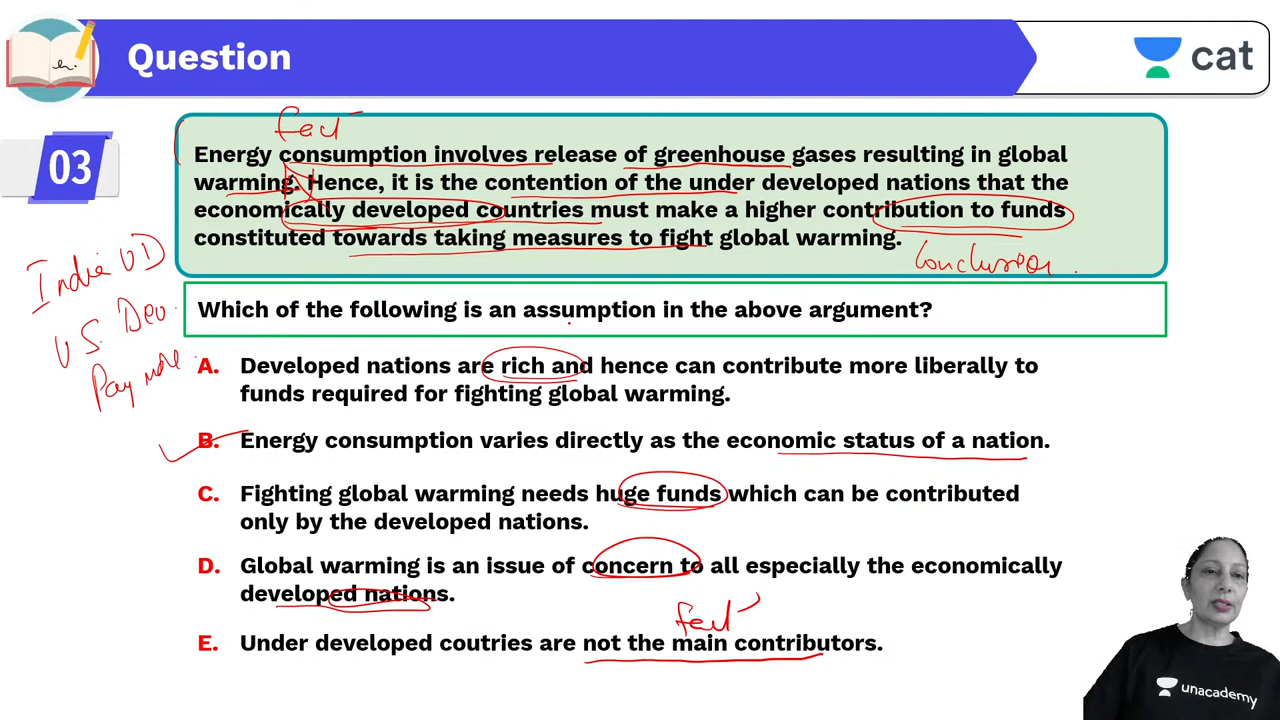 Question
cat
03
fact
Energy consumption involves release of greenhouse gases resulting in global
warming. Hence, it is the contention of the under developed nations that the
economically developed countries must make a higher contribution to funds
constituted towards taking measures to fight global warming.
Conclusion.
India UD
U.S. Dev.
Pay more
Which of the following is an assumption in the above argument?
A. Developed nations are rich and hence can contribute more liberally to
funds required for fighting global warming.
B. Energy consumption varies directly as the economic status of a nation.
C. Fighting global warming needs huge funds which can be contributed
only by the developed nations.
D. Global warming is an issue of concern to all especially the economically
developed nations.
fact
E. Under developed coutries are not the main contributors.
unacademy